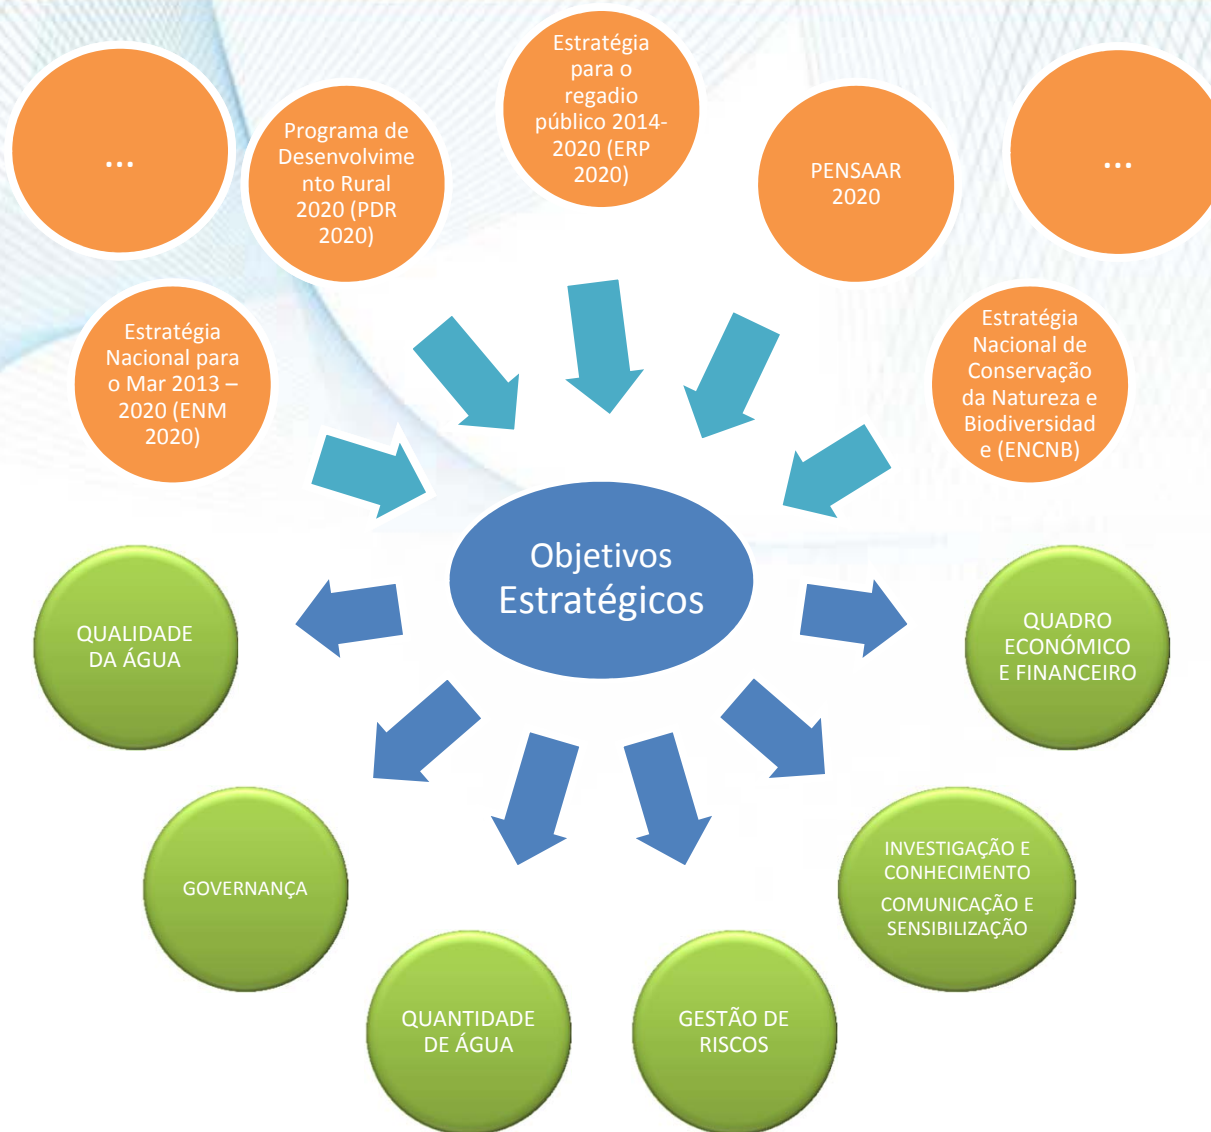 ...
Programa de
Desenvolvime
nto Rural
2020 (PDR
2020)
Estratégia
para o
regadio
público 2014-
2020 (ERP
2020)
PENSAAR
2020
...
Estratégia
Nacional para
o Mar 2013 –
2020 (ENM
2020)
Estratégia
Nacional de
Conservação
da Natureza e
Biodiversidad
e (ENCNB)
Objetivos
Estratégicos
QUALIDADE
DA ÁGUA
QUADRO
ECONÓMICO
E FINANCEIRO
GOVERNANÇA
INVESTIGAÇÃO E
CONHECIMENTO
COMUNICAÇÃO E
SENSIBILIZAÇÃO
QUANTIDADE
DE ÁGUA
GESTÃO DE
RISCOS